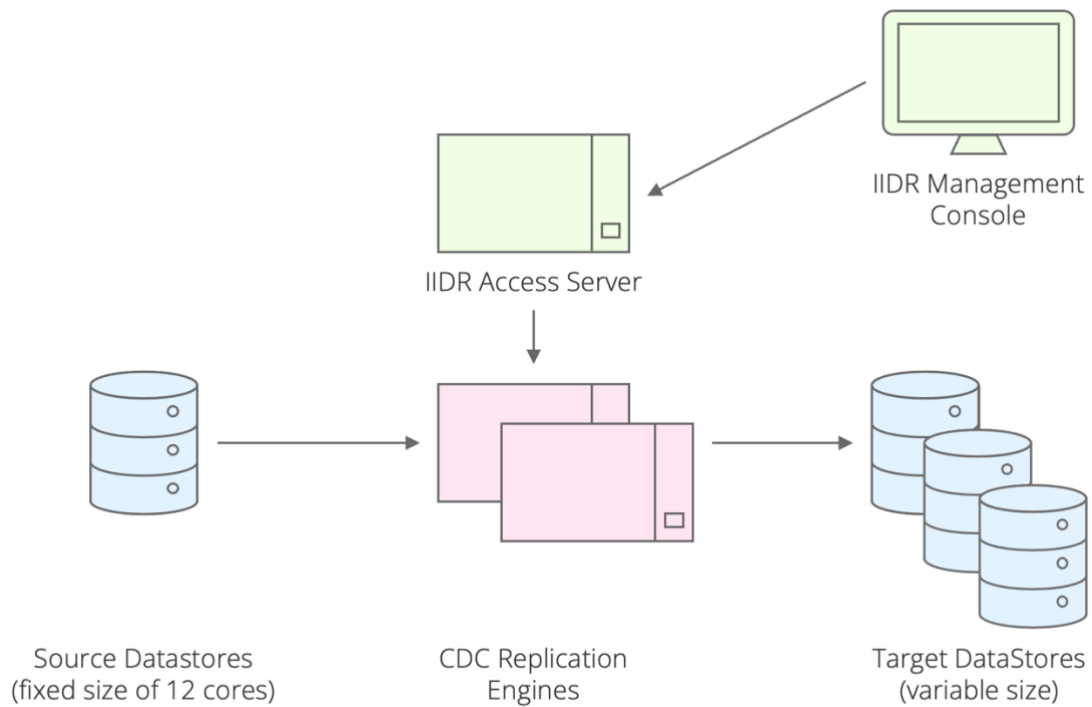 IIDR Management
Console
IIDR Access Server
Source Datastores
(fixed size of 12 cores)
CDC Replication
Engines
Target DataStores
(variable size)